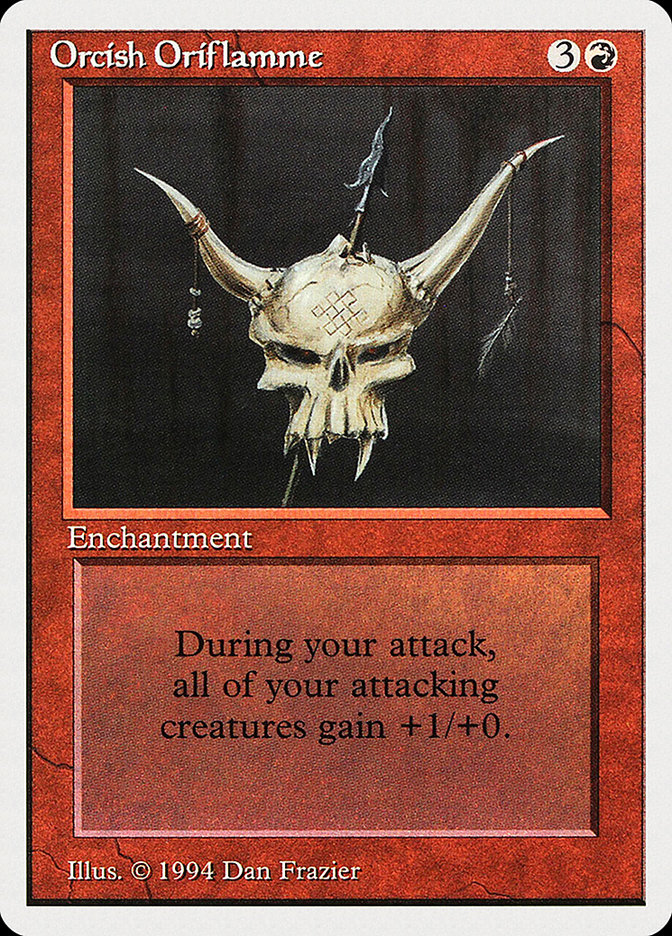 Orcish Oriflamme 3
Enchantment
During your attack,
all of your attacking
creatures gain +1/+0.
Illus. © 1994 Dan Frazier